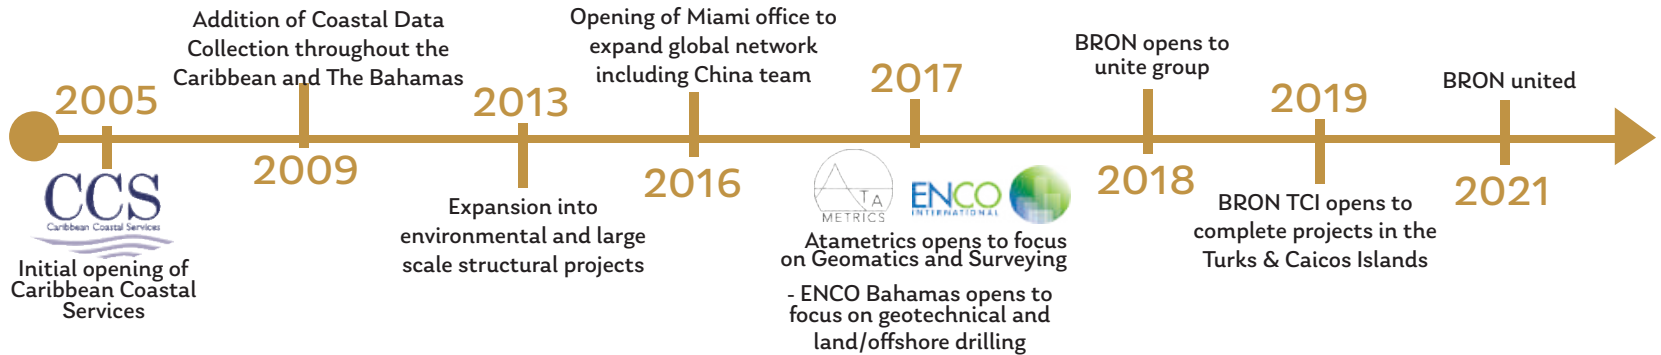 2005
CCS
Caribbean Coastal Services
Initial opening of
Caribbean Coastal
Services
Addition of Coastal Data
Collection throughout the
Caribbean and The Bahamas
2009
2013
Expansion into
environmental and large
scale structural projects
Opening of Miami office to
expand global network
including China team
2016
2017
ATA
METRICS
ENCO
INTERNATIONAL
Atametrics opens to focus
on Geomatics and Surveying
- ENCO Bahamas opens to
focus on geotechnical and
land/offshore drilling
BRON opens to
unite group
2018
2019
BRON TCI opens to
complete projects in the
Turks & Caicos Islands
BRON united
2021